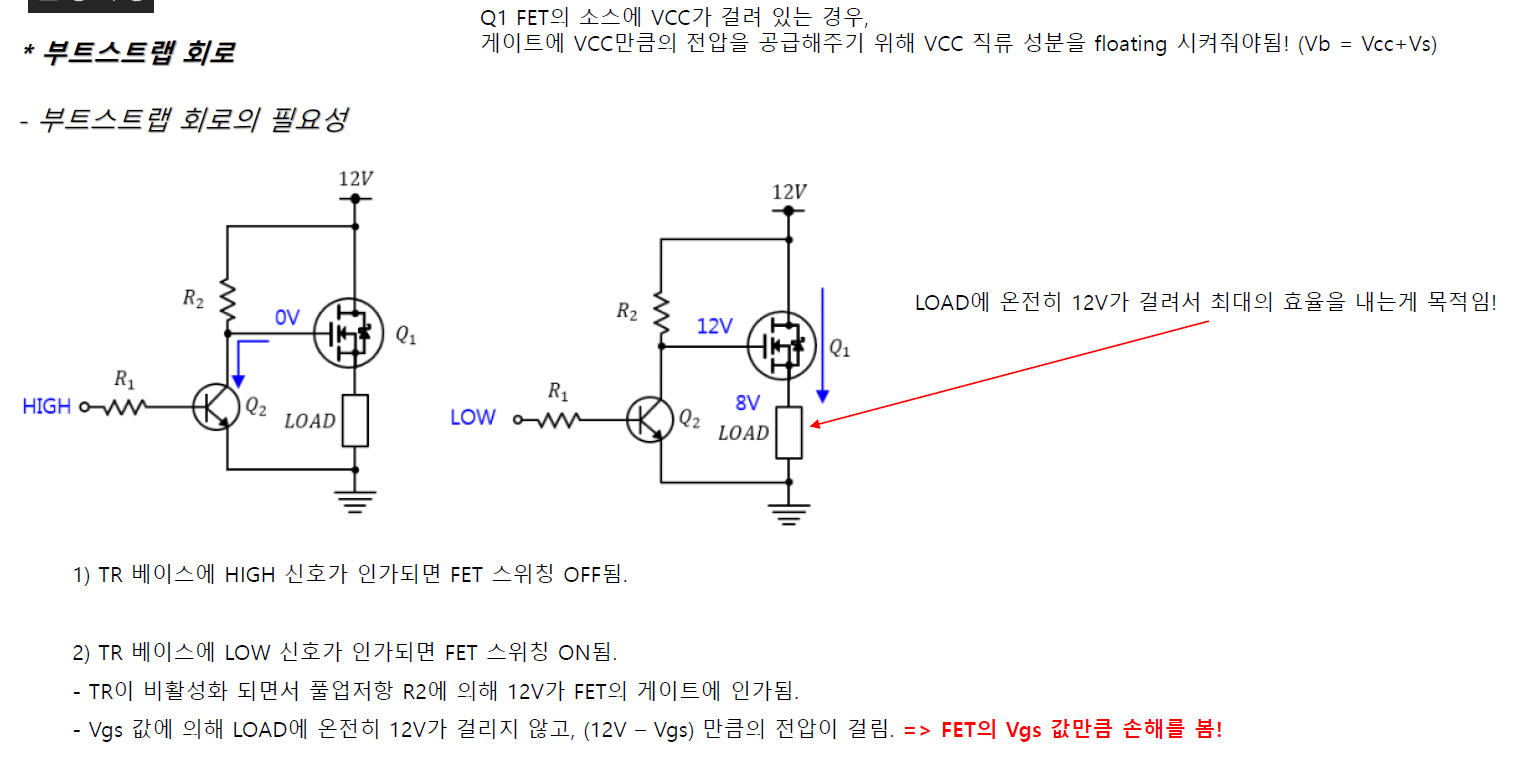 Q1 FET의 소스에 VCC가 걸려 있는 경우,
게이트에 VCC만큼의 전압을 공급해주기 위해 VCC 직류 성분을 floating 시켜줘야됨! (Vb = Vcc+Vs)
* 부트스트랩 회로
- 부트스트랩 회로의 필요성
12V
R2
0V
Q1
R1
HIGH
Q2
LOAD
12V
R2
12V
Q1
R1
8V
LOW
Q2
LOAD
LOAD에 온전히 12V가 걸려서 최대의 효율을 내는게 목적임!
1) TR 베이스에 HIGH 신호가 인가되면 FET 스위칭 OFF됨.
2) TR 베이스에 LOW 신호가 인가되면 FET 스위칭 ON됨.
- TR이 비활성화 되면서 풀업저항 R2에 의해 12V가 FET의 게이트에 인가됨.
- Vgs 값에 의해 LOAD에 온전히 12V가 걸리지 않고, (12V – Vgs) 만큼의 전압이 걸림. => FET의 Vgs 값만큼 손해를 봄!